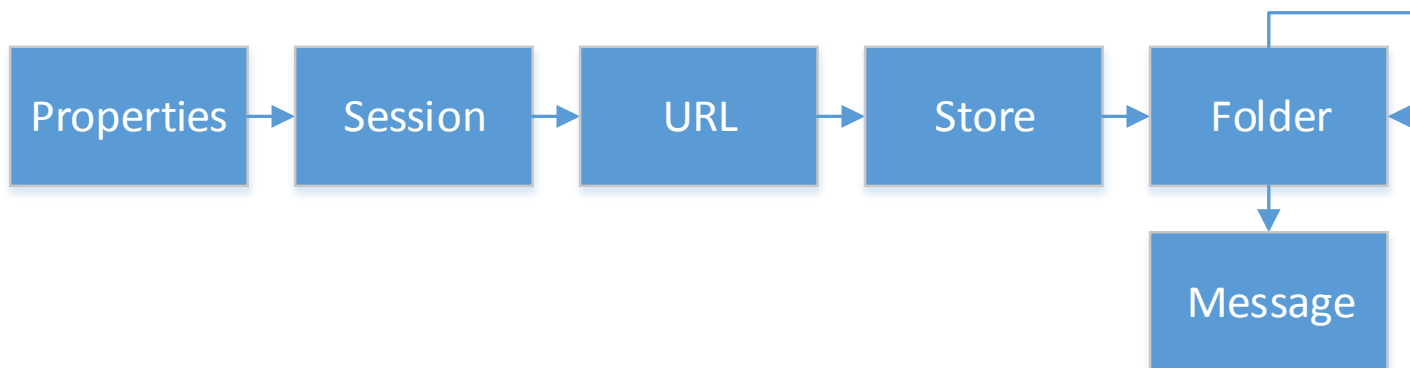 Properties
Session
URL
Store
Folder
Message